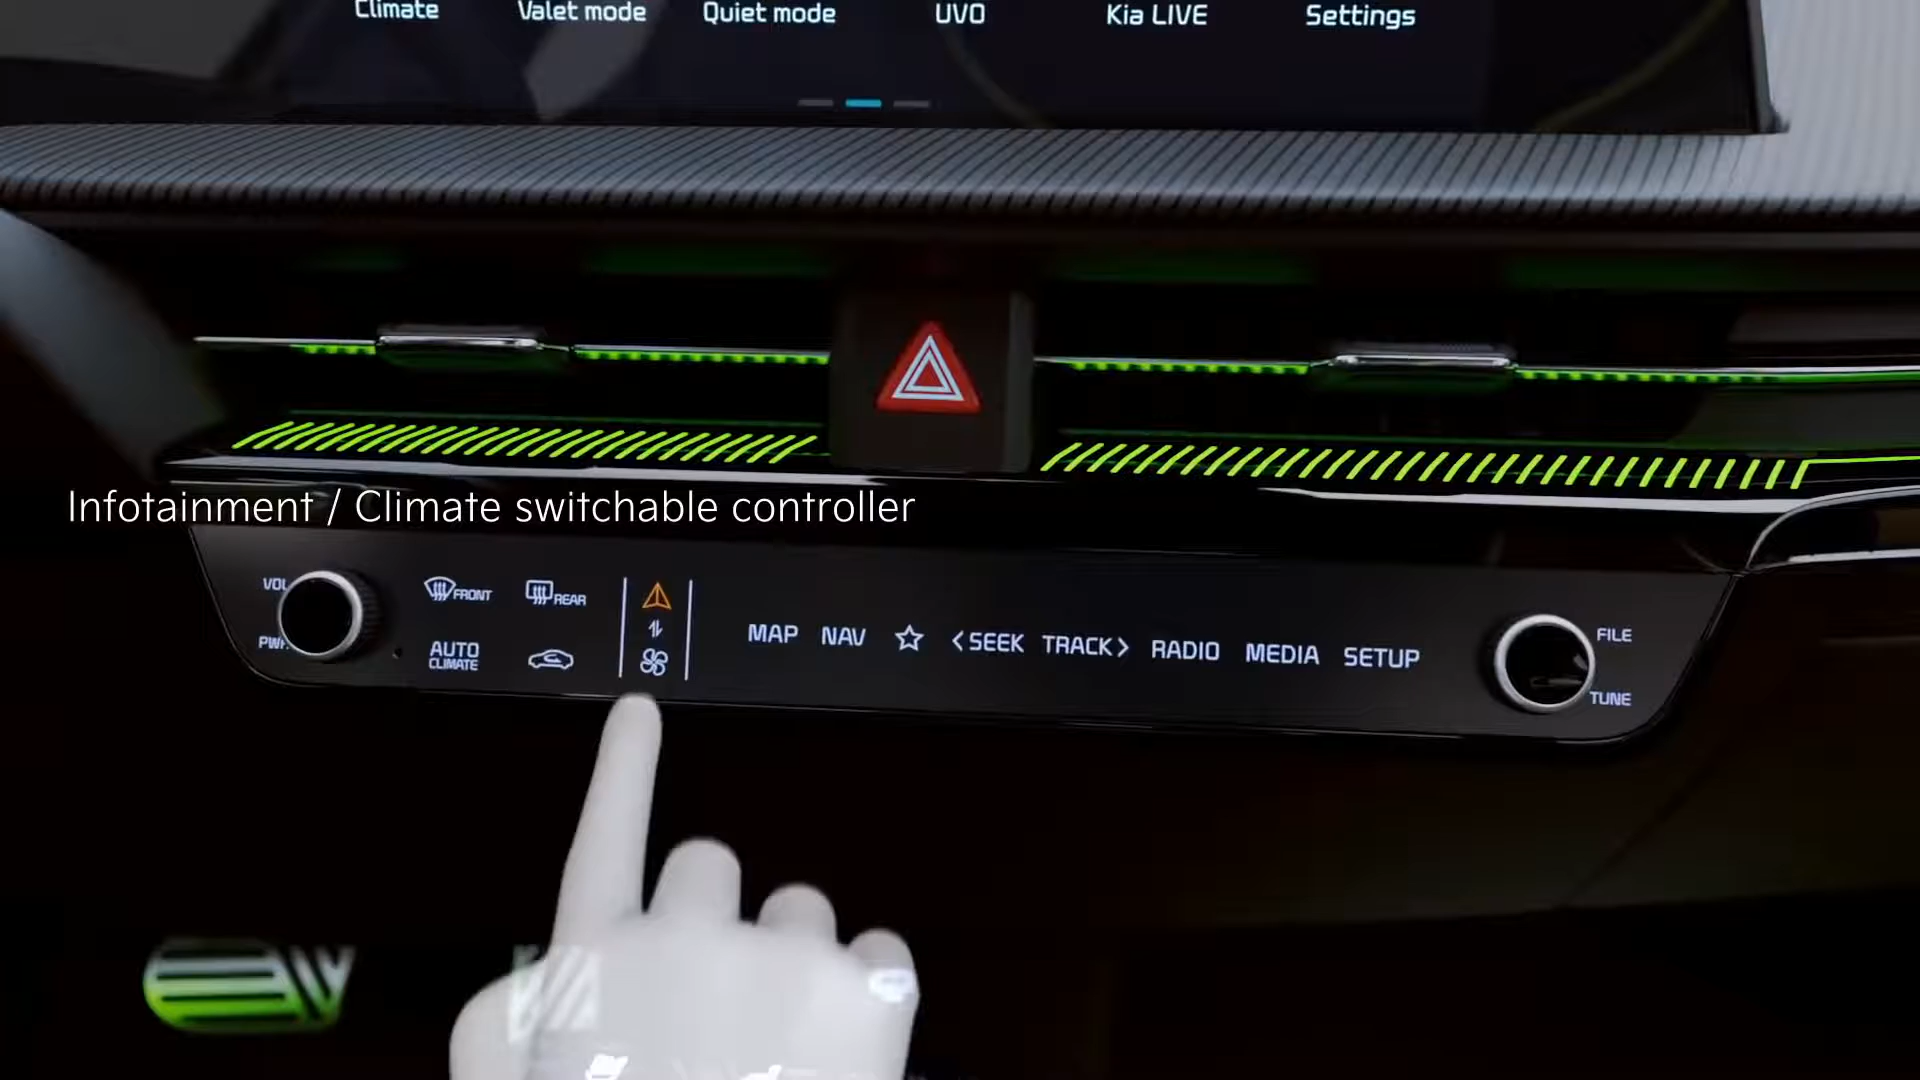 Climate Valet mode Quiet mode UVO Kia LIVE Settings
Infotainment / Climate switchable controller
VOL FRONT REAR
MAP NAV <SEEK TRACK> RADIO MEDIA SETUP FILE
PWR AUTO CLIMATE TUNE